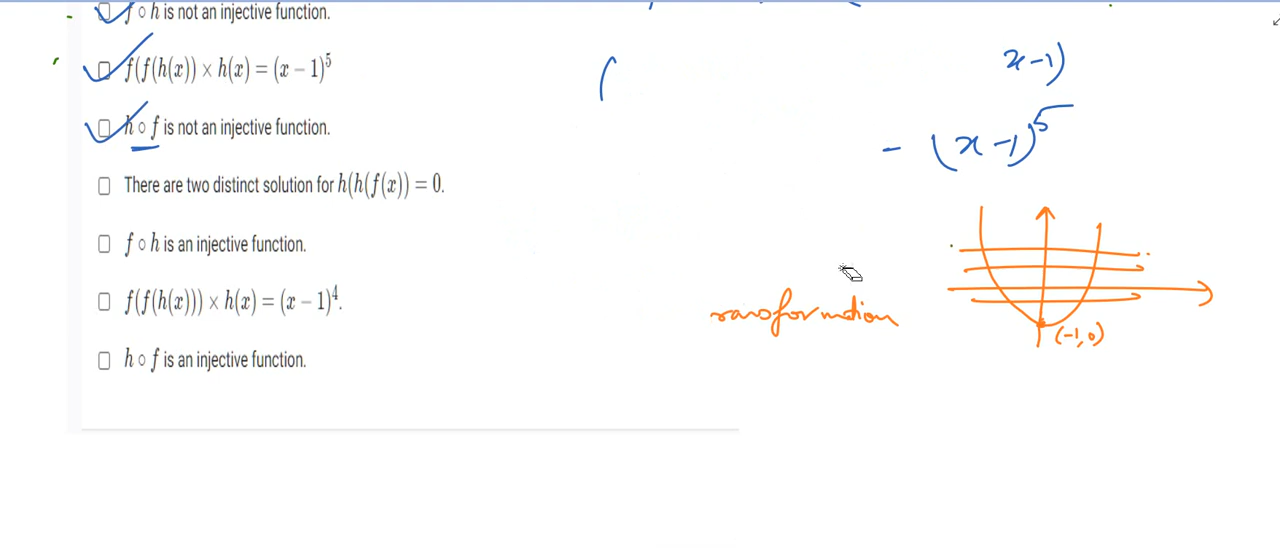 f ∘ h is not an injective function.
x-1)
f(f(h(x)) × h(x) = (x − 1)^5
(
h ∘ f is not an injective function.
- (x-1)^5
There are two distinct solution for h(h(f(x)) = 0.
f ∘ h is an injective function.
f(f(h(x))) × h(x) = (x − 1)^4.
ransformation
(-1,0)
h ∘ f is an injective function.